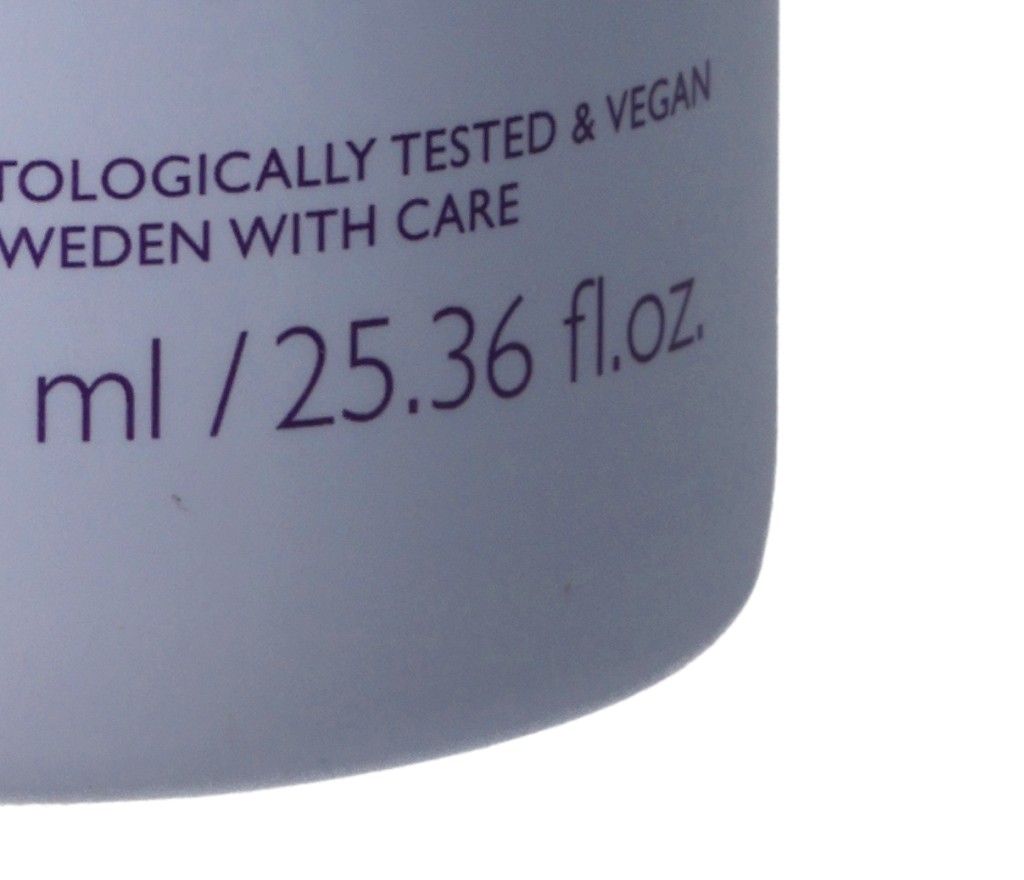 TOLOGICALLY TESTED & VEGAN
WEDEN WITH CARE
ml / 25.36 fl.oz.